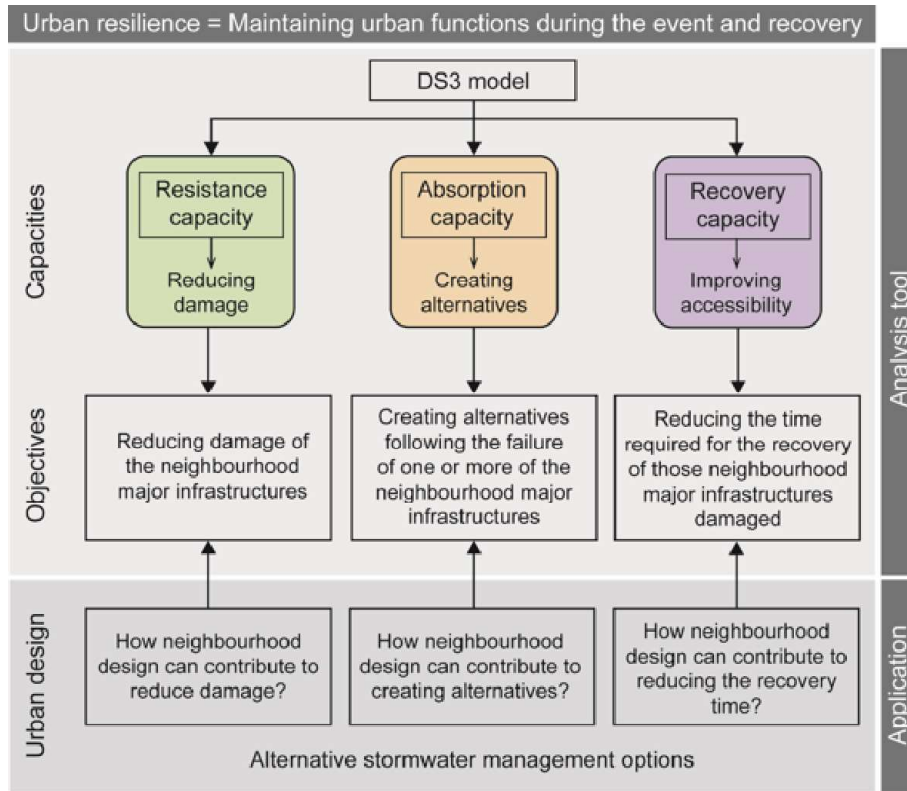 Urban resilience = Maintaining urban functions during the event and recovery
DS3 model
Capacities
Resistance
capacity
Reducing
damage
Absorption
capacity
Creating
alternatives
Recovery
capacity
Improving
accessibility
Analysis tool
Objectives
Reducing damage of
the neighbourhood
major infrastructures
Creating alternatives
following the failure
of one or more of the
neighbourhood major
infrastructures
Reducing the time
required for the recovery
of those neighbourhood
major infrastructures
damaged
Urban design
How neighbourhood
design can contribute to
reduce damage?
How neighbourhood
design can contribute to
creating alternatives?
How neighbourhood
design can contribute to
reducing the recovery
time?
Application
Alternative stormwater management options